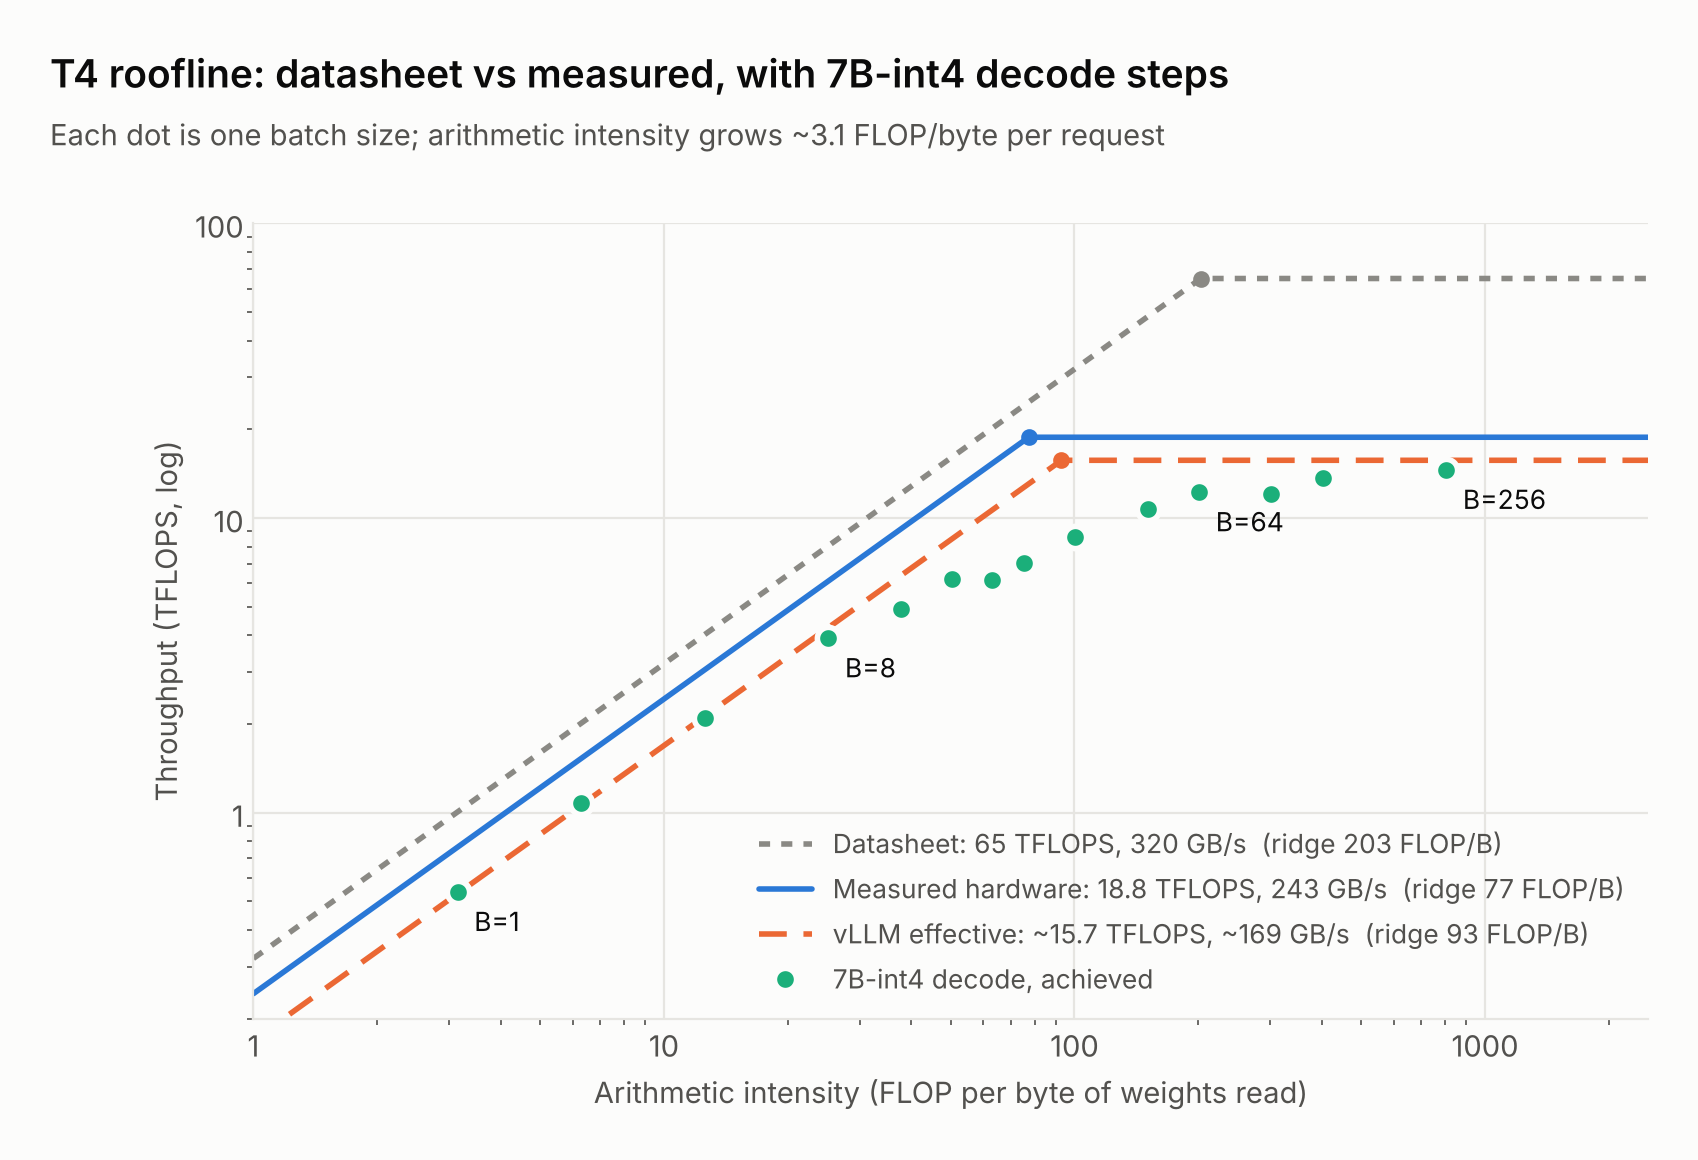 T4 roofline: datasheet vs measured, with 7B-int4 decode steps
Each dot is one batch size; arithmetic intensity grows ~3.1 FLOP/byte per request
Throughput (TFLOPS, log)
100
10
1
B=256
B=64
B=8
B=1
Datasheet: 65 TFLOPS, 320 GB/s (ridge 203 FLOP/B)
Measured hardware: 18.8 TFLOPS, 243 GB/s (ridge 77 FLOP/B)
vLLM effective: ~15.7 TFLOPS, ~169 GB/s (ridge 93 FLOP/B)
7B-int4 decode, achieved
1 10 100 1000
Arithmetic intensity (FLOP per byte of weights read)